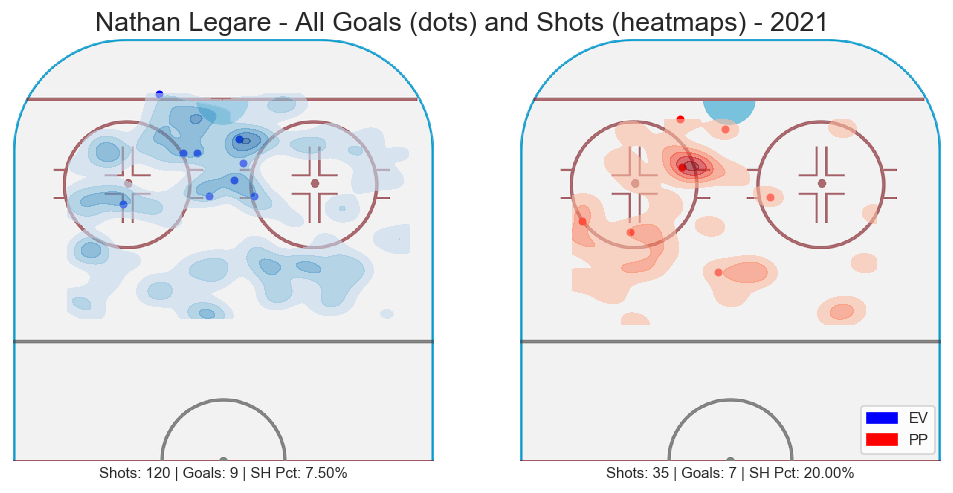 Nathan Legare - All Goals (dots) and Shots (heatmaps) - 2021
EV
PP
Shots: 120 | Goals: 9 | SH Pct: 7.50%
Shots: 35 | Goals: 7 | SH Pct: 20.00%